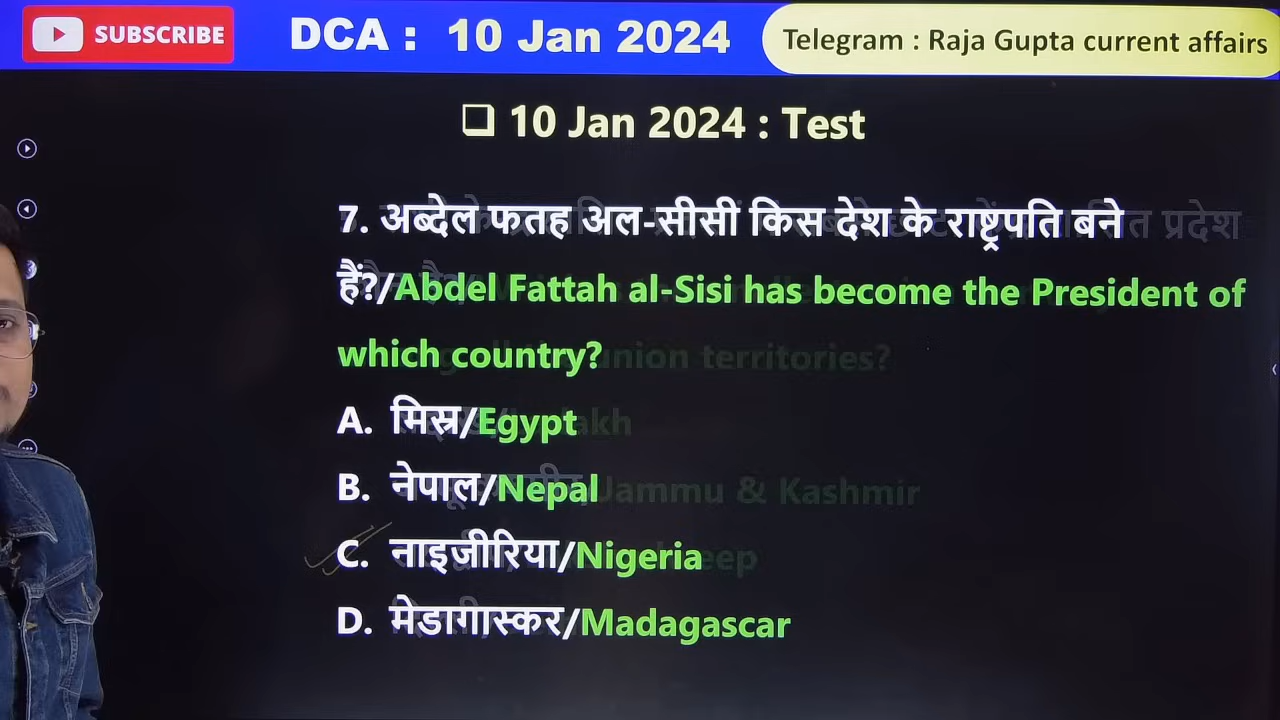 SUBSCRIBE
DCA : 10 Jan 2024
Telegram : Raja Gupta current affairs
❑ 10 Jan 2024 : Test
7. अब्देल फतह अल-सीसी किस देश के राष्ट्रपति बने
हैं?/Abdel Fattah al-Sisi has become the President of
which country?
A. मिस्र/Egypt
B. नेपाल/Nepal
C. नाइजीरिया/Nigeria
D. मेडागास्कर/Madagascar